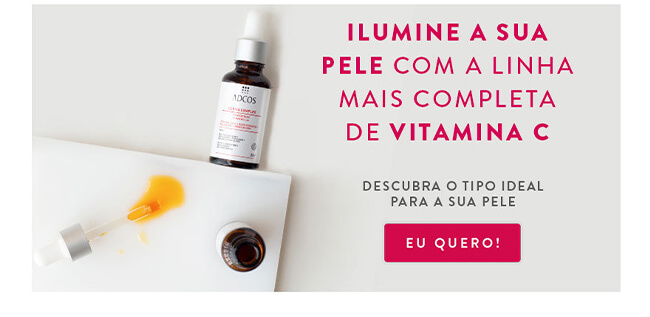 ILUMINE A SUA
PELE COM A LINHA
MAIS COMPLETA
DE VITAMINA C
DESCUBRA O TIPO IDEAL
PARA A SUA PELE
EU QUERO!
ADCOS